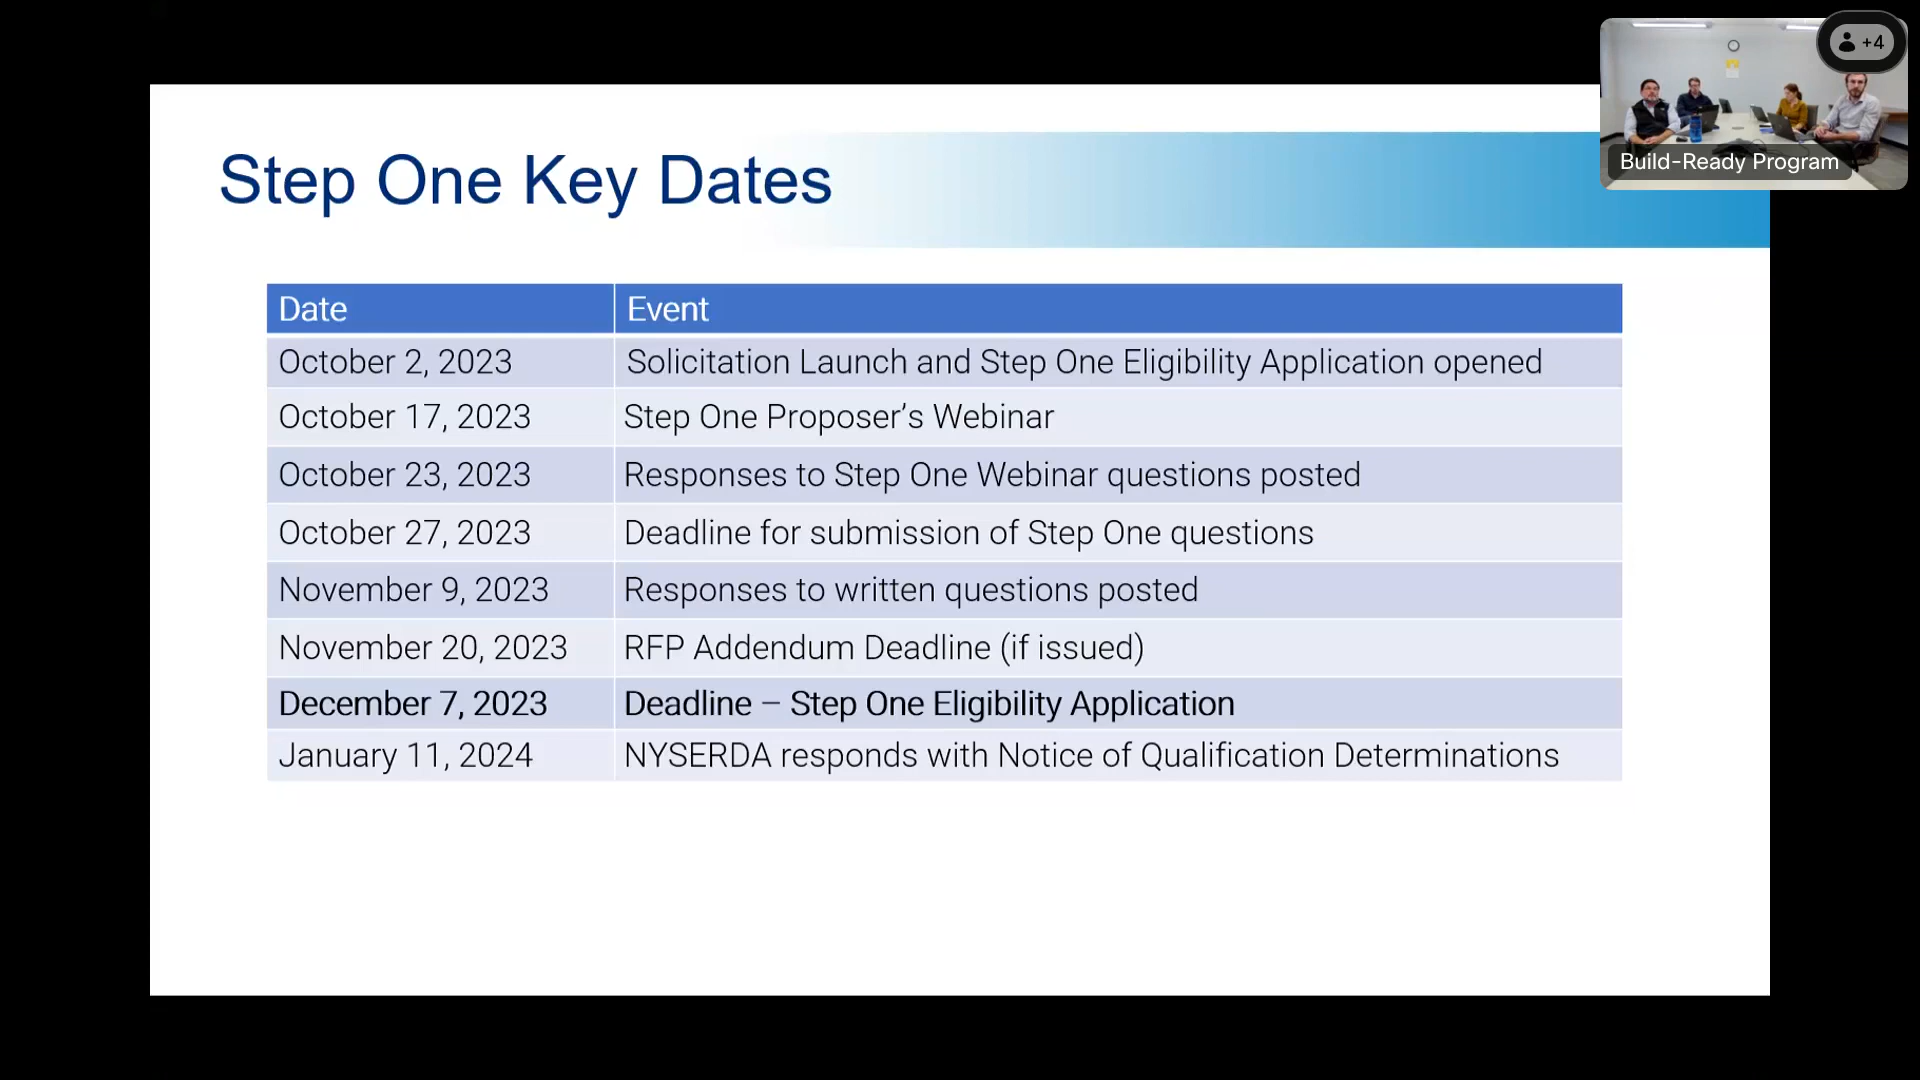 +4
Build-Ready Program
Step One Key Dates
Date Event
October 2, 2023 Solicitation Launch and Step One Eligibility Application opened
October 17, 2023 Step One Proposer’s Webinar
October 23, 2023 Responses to Step One Webinar questions posted
October 27, 2023 Deadline for submission of Step One questions
November 9, 2023 Responses to written questions posted
November 20, 2023 RFP Addendum Deadline (if issued)
December 7, 2023 Deadline – Step One Eligibility Application
January 11, 2024 NYSERDA responds with Notice of Qualification Determinations